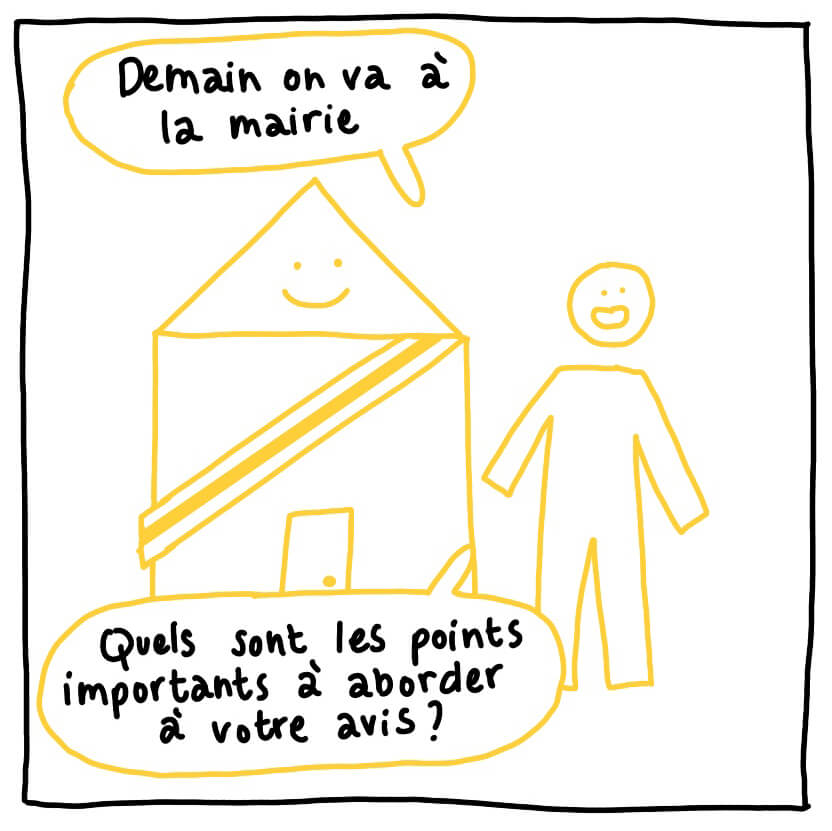 Demain on va à
la mairie
Quels sont les points
importants à aborder
à votre avis ?